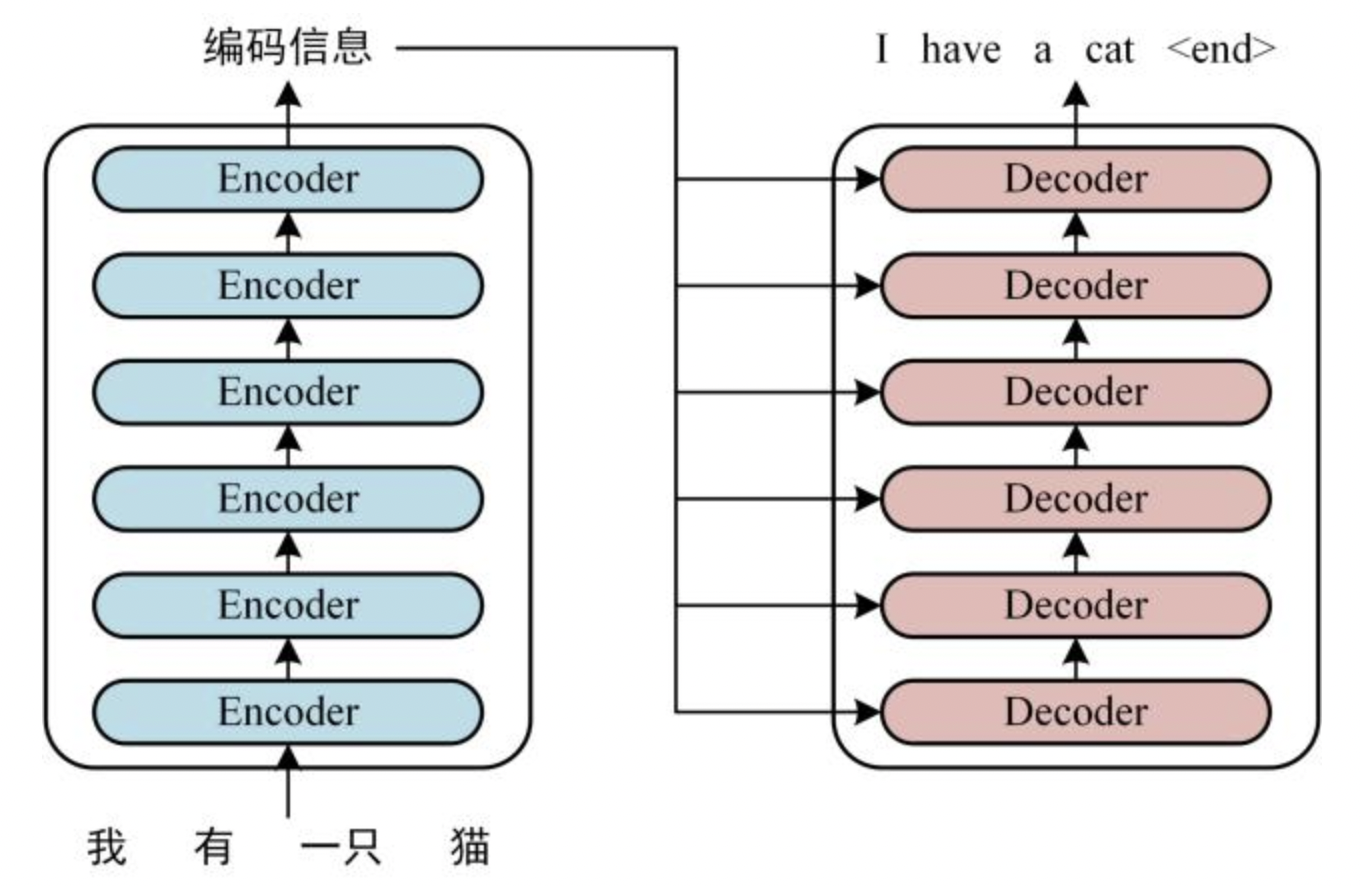 编码信息
I have a cat <end>
Encoder
Encoder
Encoder
Encoder
Encoder
Encoder
我 有 一只 猫
Decoder
Decoder
Decoder
Decoder
Decoder
Decoder